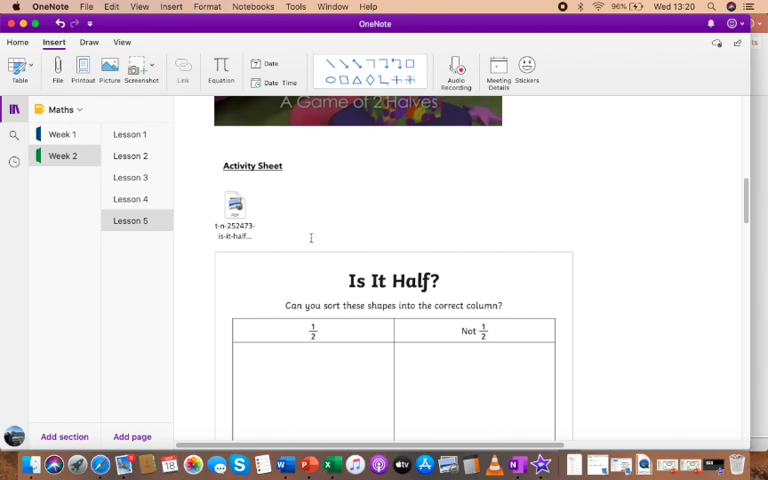 OneNote File Edit View Insert Format Notebooks Tools Window Help 96% Wed 13:20
OneNote
Home Insert Draw View
Table File Printout Picture Screenshot Link Equation Date Date Time Audio Recording Meeting Details Stickers
Maths
Week 1
Week 2
Lesson 1
Lesson 2
Lesson 3
Lesson 4
Lesson 5
A Game of 2 Halves
Activity Sheet
PDF
t-n-252473-
is-it-half...
Is It Half?
Can you sort these shapes into the correct column?
1/2 Not 1/2
Add section Add page
18